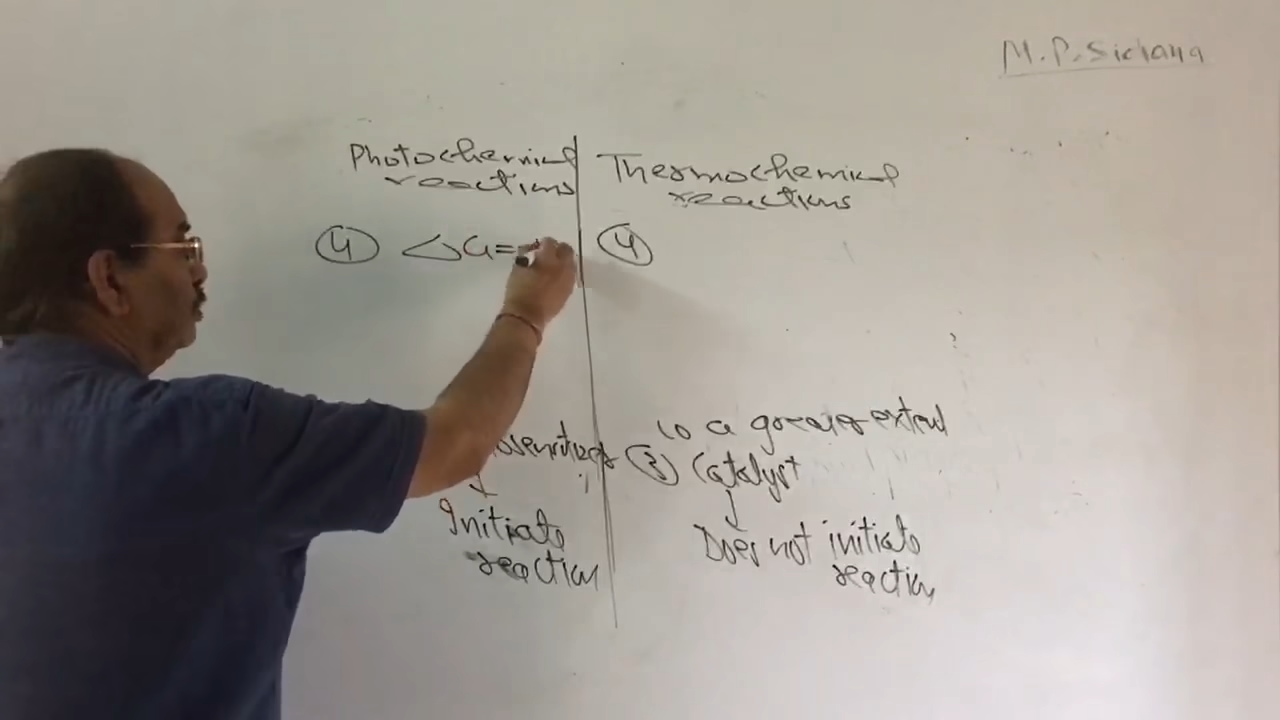 M.P. Sidana
Photochemical
reactions
Thermochemical
reactions
4 ΔG=
4
to a greater extent
3 Catalyst
↓
Initiate
reaction
Does not initiate
reaction